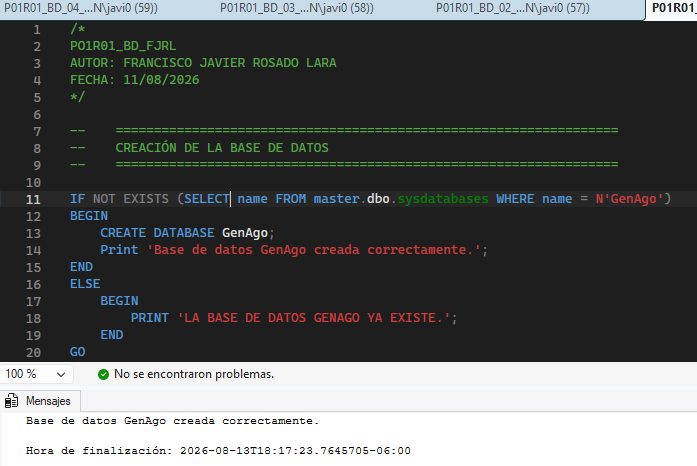 P01R01_BD_04_...N\javi0 (59))
P01R01_BD_03_...N\javi0 (58))
P01R01_BD_02_...N\javi0 (57))
P01R01_
1 /*
2 PO1R01_BD_FJRL
3 AUTOR: FRANCISCO JAVIER ROSADO LARA
4 FECHA: 11/08/2026
5 */
6
7 -- =================================================================
8 -- CREACIÓN DE LA BASE DE DATOS
9 -- =================================================================
10
11 IF NOT EXISTS (SELECT name FROM master.dbo.sysdatabases WHERE name = N'GenAgo')
12 BEGIN
13 CREATE DATABASE GenAgo;
14 Print 'Base de datos GenAgo creada correctamente.';
15 END
16 ELSE
17 BEGIN
18 PRINT 'LA BASE DE DATOS GENAGO YA EXISTE.';
19 END
20 GO
100 %
No se encontraron problemas.
Mensajes
Base de datos GenAgo creada correctamente.
Hora de finalización: 2026-08-13T18:17:23.7645705-06:00